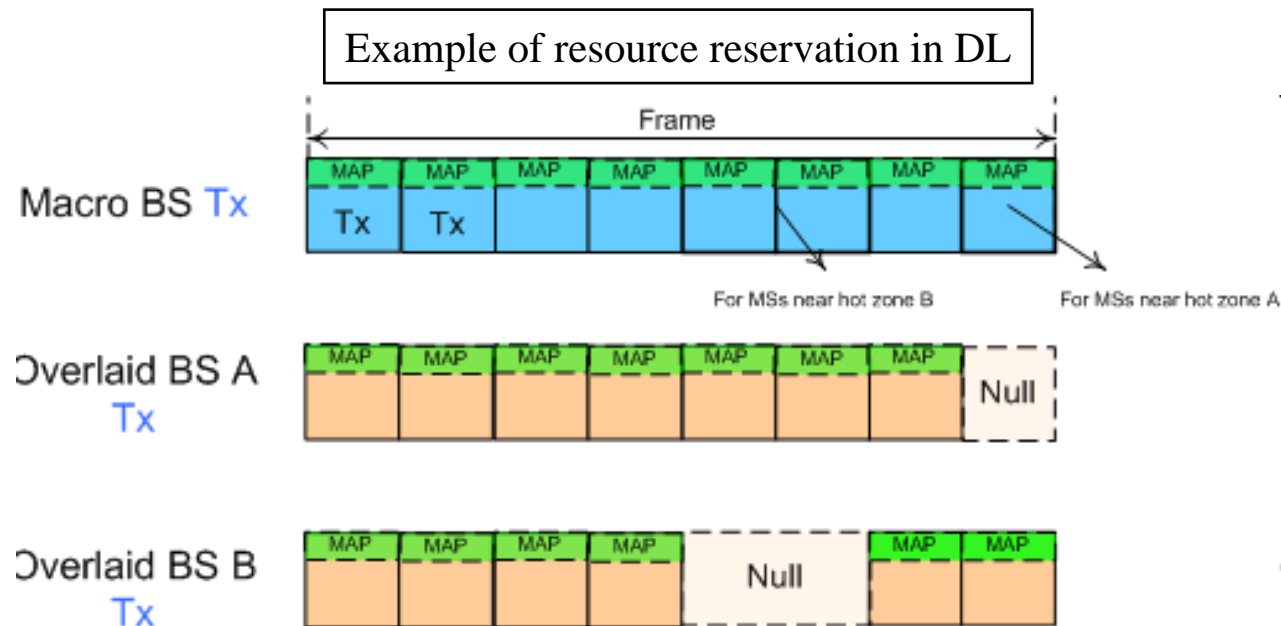 Example of resource reservation in DL
Frame
MAP MAP MAP MAP MAP MAP MAP MAP
Macro BS Tx
Tx Tx
For MSs near hot zone B
For MSs near hot zone A
MAP MAP MAP MAP MAP MAP MAP
Overlaid BS A
Tx
Null
MAP MAP MAP MAP MAP MAP
Overlaid BS B
Tx
Null